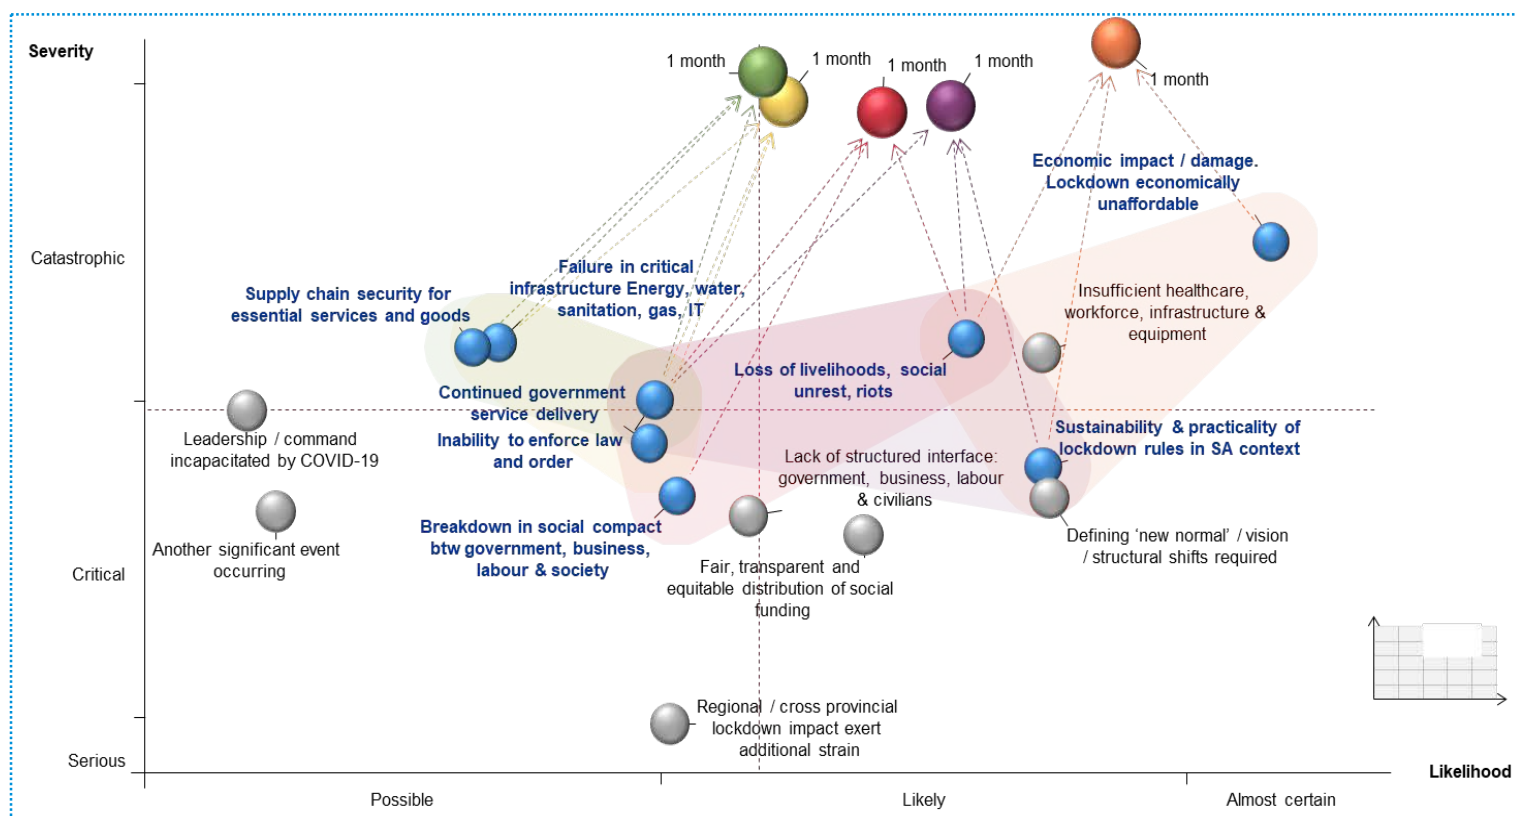 Severity
1 month
1 month
1 month
1 month
1 month
Economic impact / damage.
Lockdown economically
unaffordable
Catastrophic
Failure in critical
infrastructure Energy, water,
sanitation, gas, IT
Supply chain security for
essential services and goods
Insufficient healthcare,
workforce, infrastructure &
equipment
Loss of livelihoods, social
unrest, riots
Continued government
service delivery
Inability to enforce law
and order
Leadership / command
incapacitated by COVID-19
Sustainability & practicality of
lockdown rules in SA context
Lack of structured interface:
government, business, labour
& civilians
Breakdown in social compact
btw government, business,
labour & society
Another significant event
occurring
Defining ‘new normal’ / vision
/ structural shifts required
Fair, transparent and
equitable distribution of social
funding
Critical
Regional / cross provincial
lockdown impact exert
additional strain
Serious
Likelihood
Possible
Likely
Almost certain